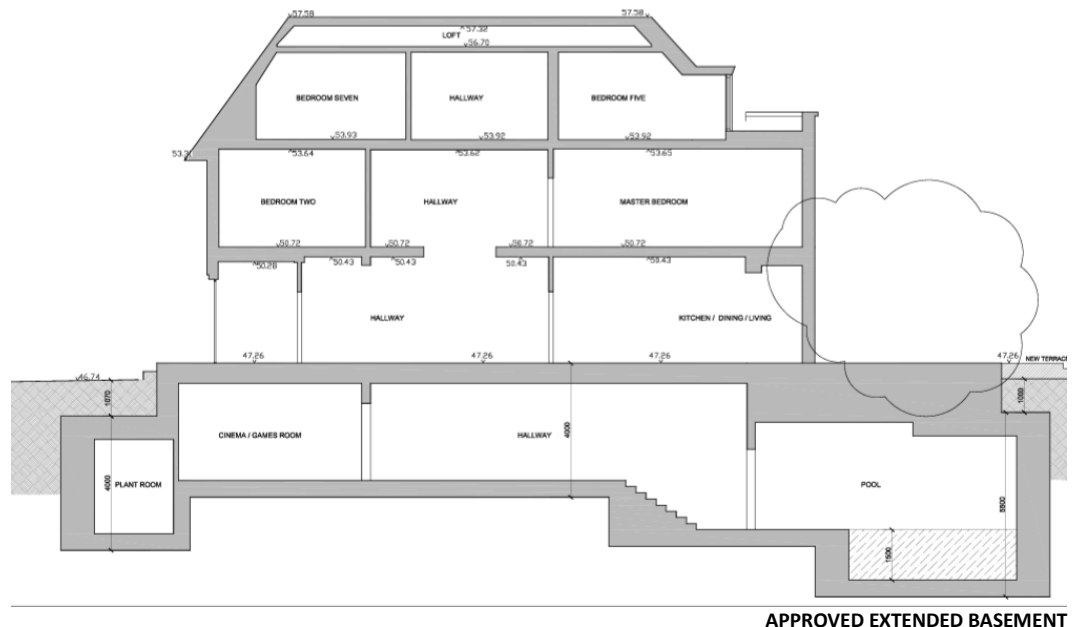 57.58
57.58
^57.32
LOFT
56.70
BEDROOM SEVEN
HALLWAY
BEDROOM FIVE
53.93
53.92
53.92
53.64
53.62
53.65
BEDROOM TWO
HALLWAY
MASTER BEDROOM
50.72
50.72
50.72
50.28
50.43
50.43
50.43
50.43
HALLWAY
KITCHEN / DINING / LIVING
47.26
47.26
47.26
47.26
NEW TERRACE
46.74
1070
1000
CINEMA / GAMES ROOM
HALLWAY
4000
PLANT ROOM
4000
POOL
5500
1500
APPROVED EXTENDED BASEMENT